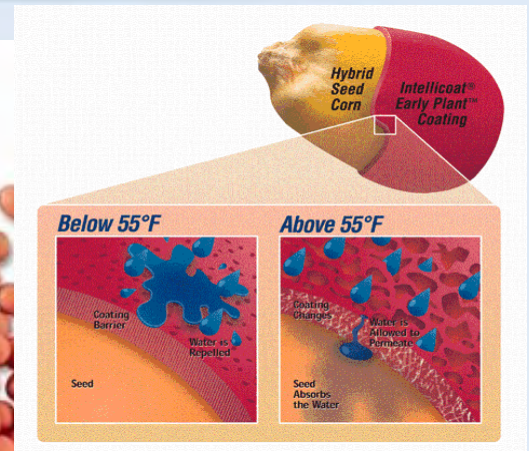 Hybrid
Seed
Corn
Intellicoat®
Early Plant™
Coating
Below 55°F
Above 55°F
Coating
Barrier
Water is
Repelled
Seed
Coating
Changes
Water is
Allowed to
Permeate
Seed
Absorbs
the Water